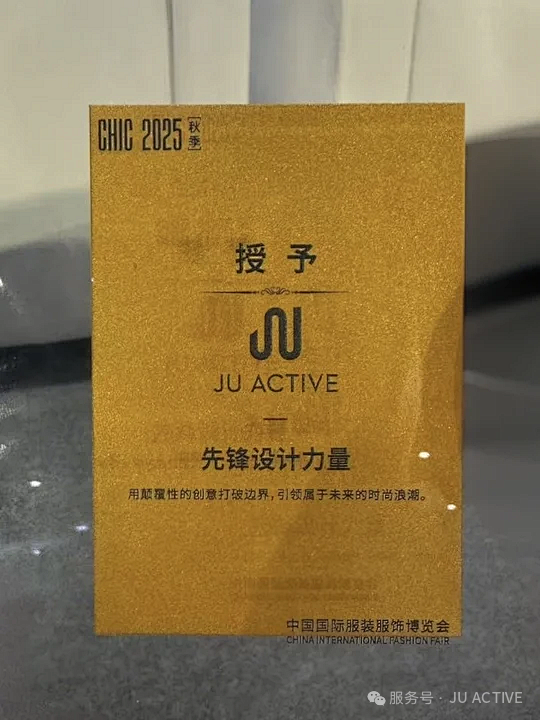 CHIC 2025 秋季
授予
JU
JU ACTIVE
先锋设计力量
用颠覆性的创意打破边界，引领属于未来的时尚浪潮。
中国国际服装服饰博览会
CHINA INTERNATIONAL FASHION FAIR
服务号 · JU ACTIVE